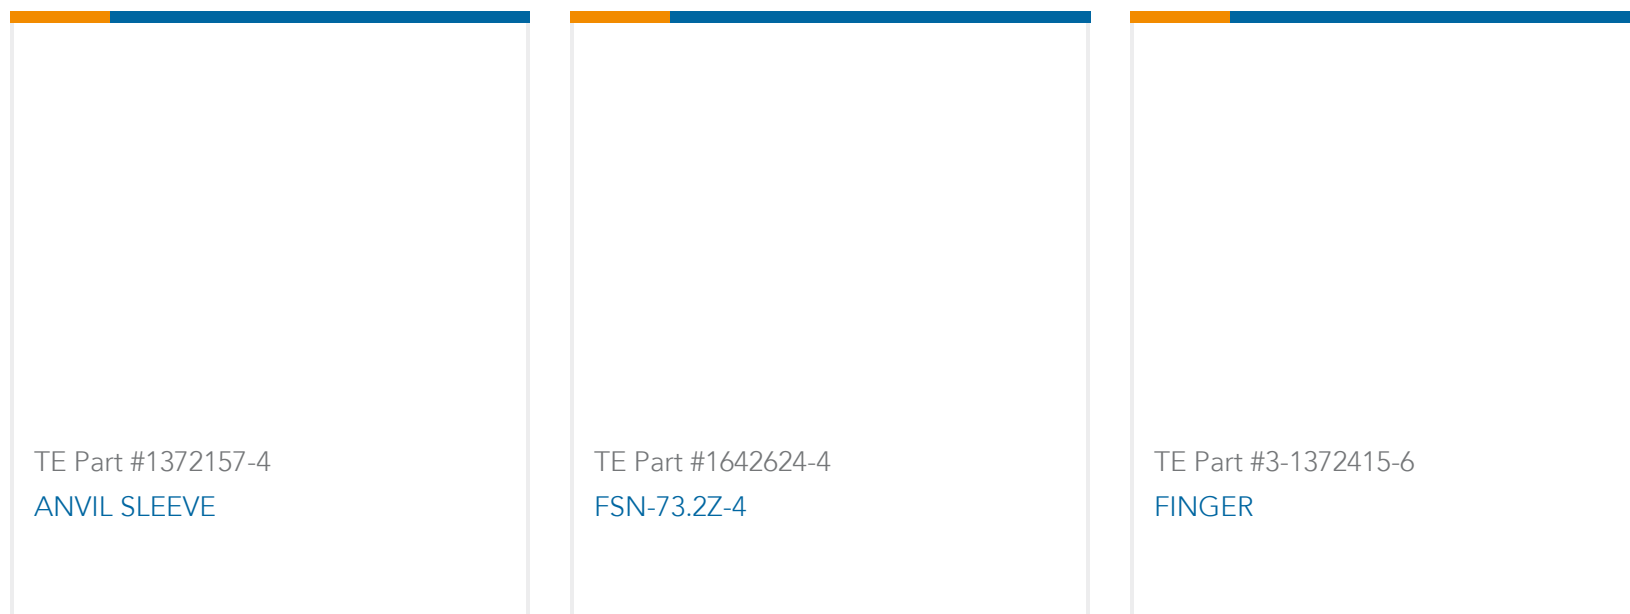 TE Part #1372157-4
ANVIL SLEEVE
TE Part #1642624-4
FSN-73.2Z-4
TE Part #3-1372415-6
FINGER